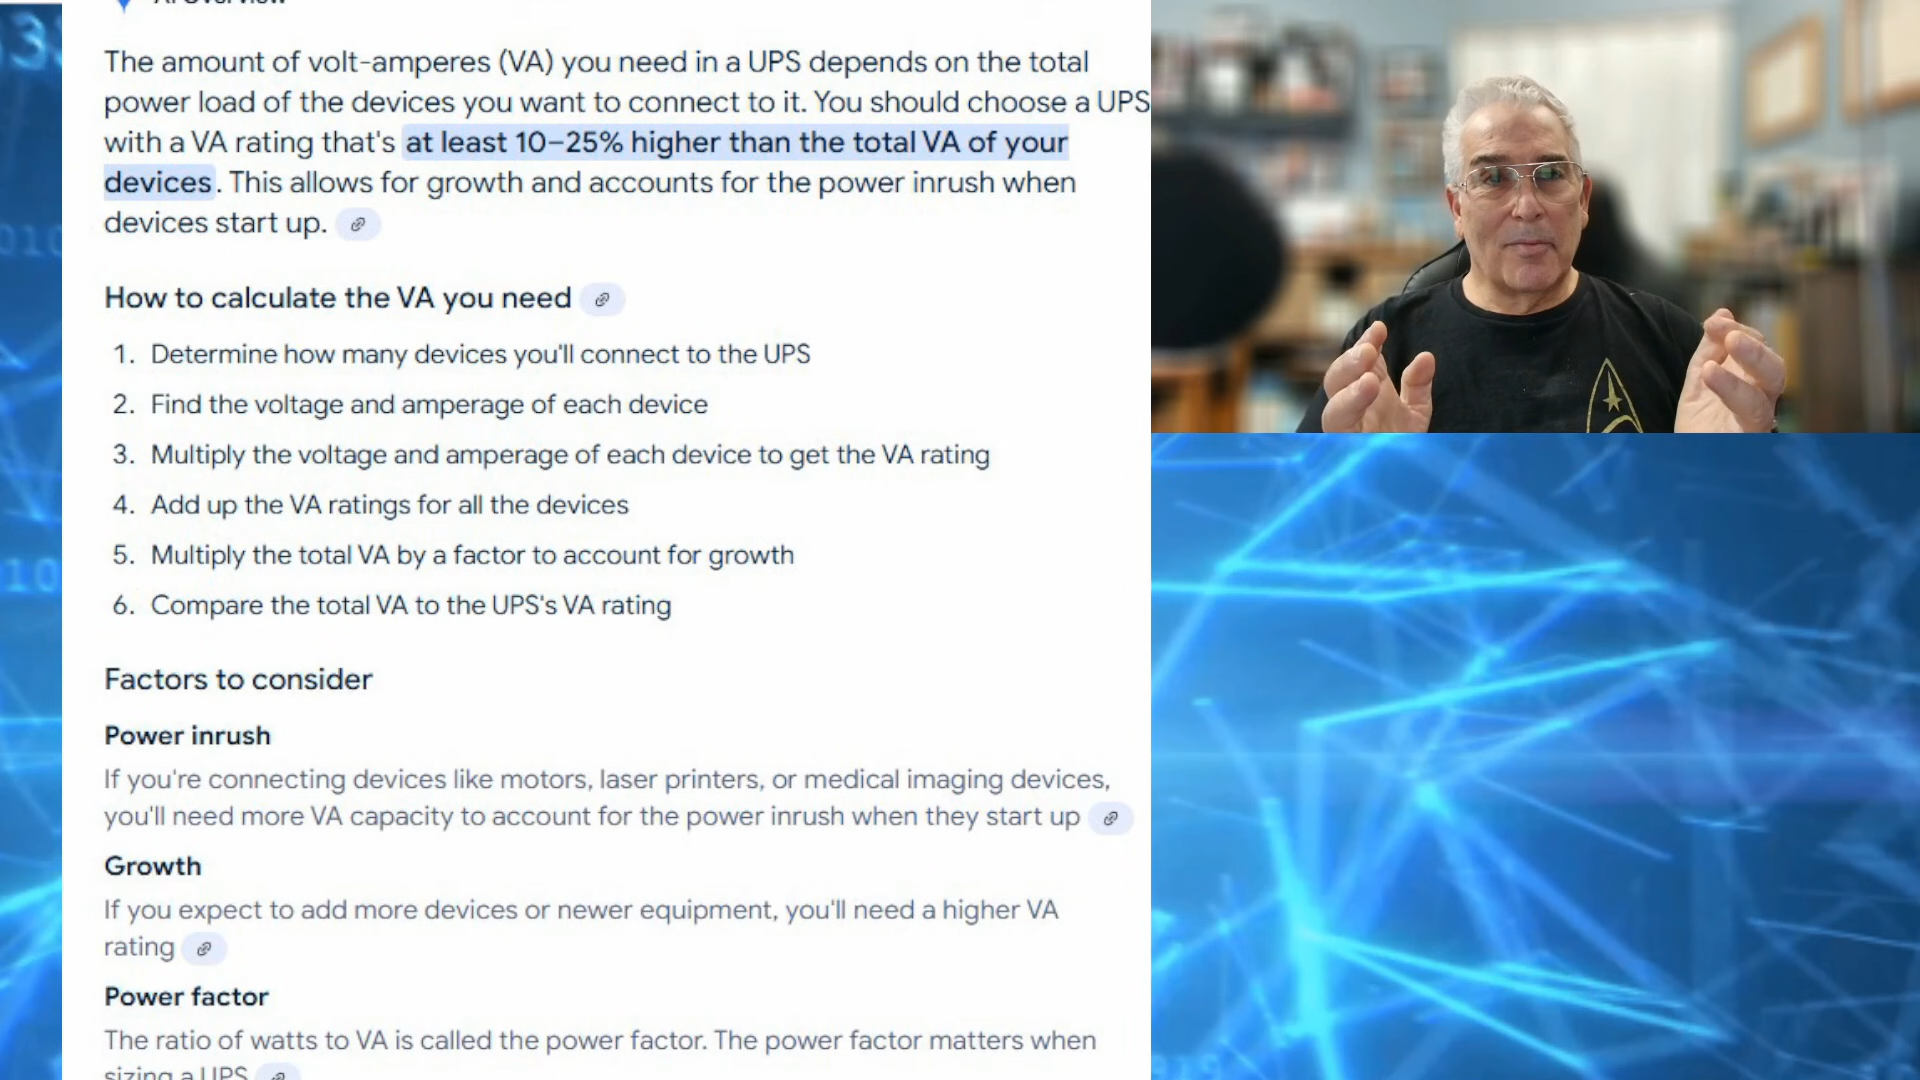 AI Overview
The amount of volt-amperes (VA) you need in a UPS depends on the total
power load of the devices you want to connect to it. You should choose a UPS
with a VA rating that's at least 10–25% higher than the total VA of your
devices. This allows for growth and accounts for the power inrush when
devices start up.
How to calculate the VA you need
1. Determine how many devices you'll connect to the UPS
2. Find the voltage and amperage of each device
3. Multiply the voltage and amperage of each device to get the VA rating
4. Add up the VA ratings for all the devices
5. Multiply the total VA by a factor to account for growth
6. Compare the total VA to the UPS's VA rating
Factors to consider
Power inrush
If you're connecting devices like motors, laser printers, or medical imaging devices,
you'll need more VA capacity to account for the power inrush when they start up
Growth
If you expect to add more devices or newer equipment, you'll need a higher VA
rating
Power factor
The ratio of watts to VA is called the power factor. The power factor matters when
sizing a UPS